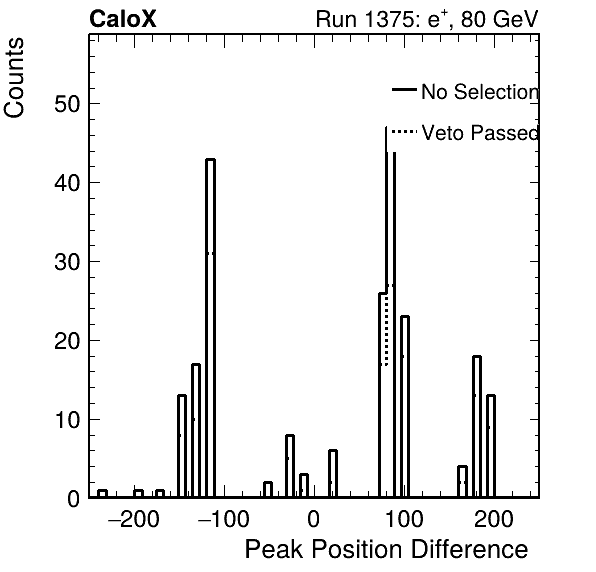 CaloX Run 1375: e⁺, 80 GeV
Counts
No Selection
Veto Passed
50
40
30
20
10
0
−200 −100 0 100 200
Peak Position Difference